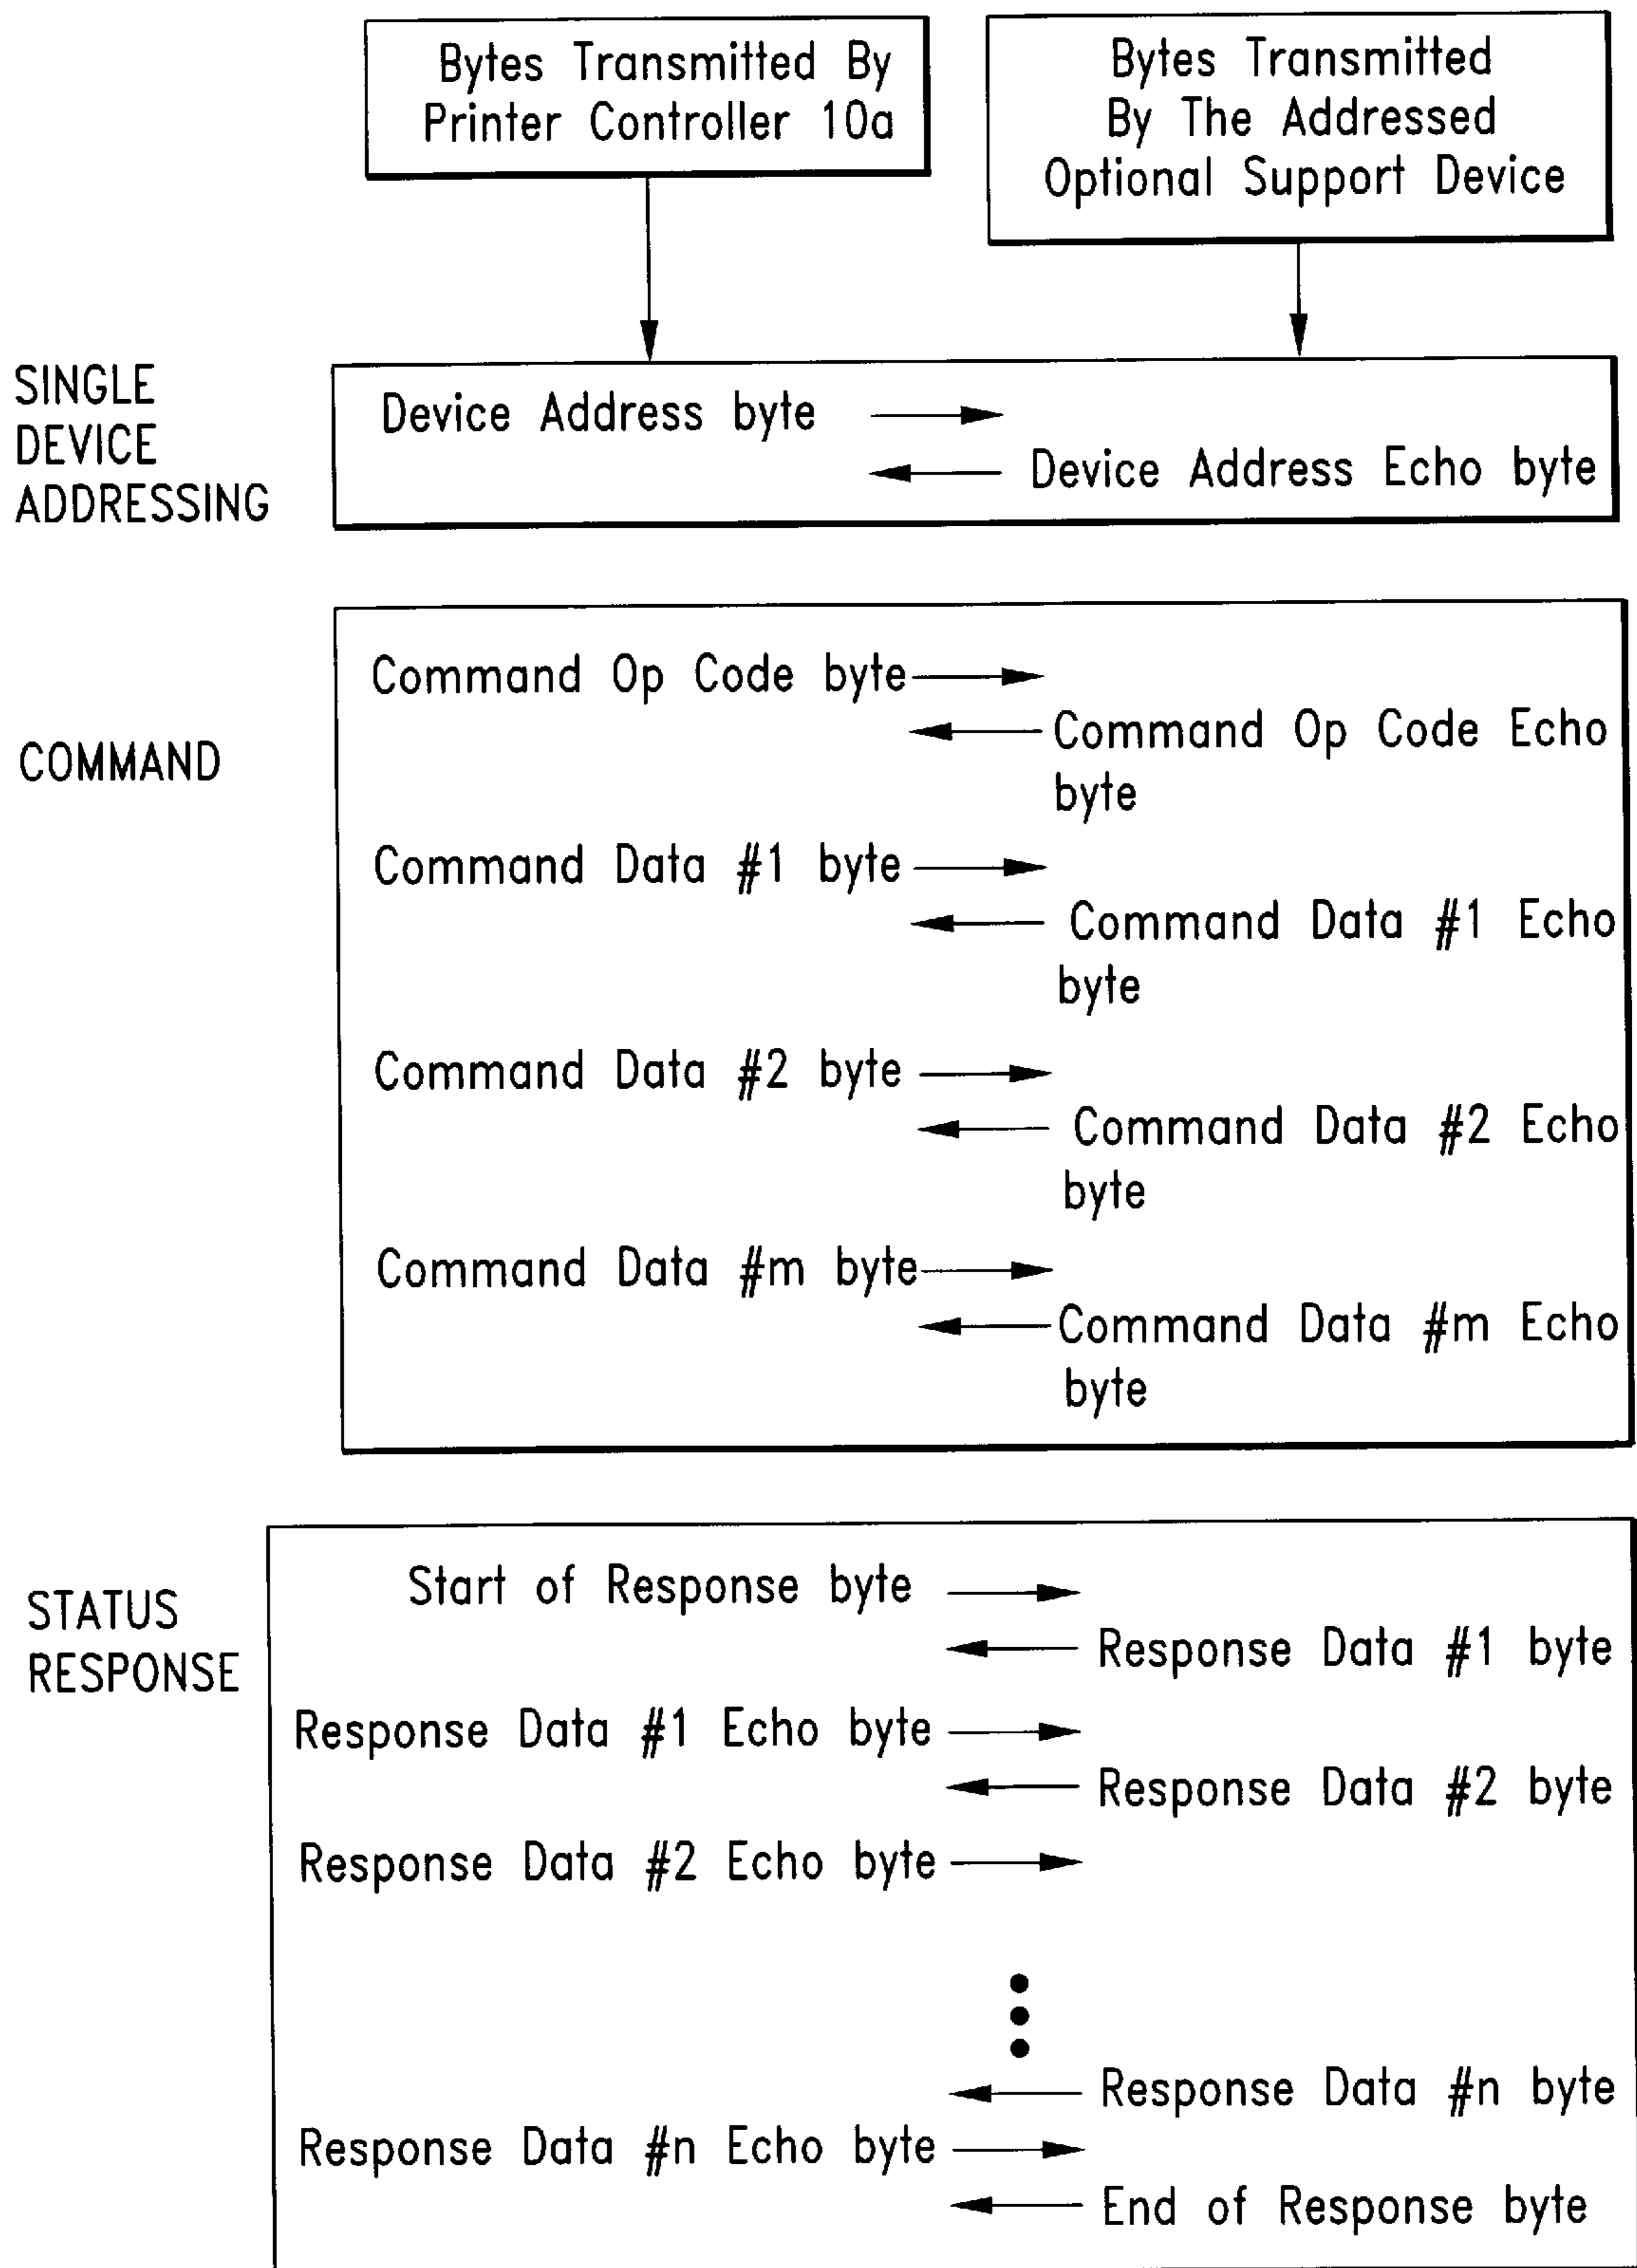 Bytes Transmitted By
Printer Controller 10a
Bytes Transmitted
By The Addressed
Optional Support Device
SINGLE
DEVICE
ADDRESSING
Device Address byte
Device Address Echo byte
COMMAND
Command Op Code byte
Command Op Code Echo
byte
Command Data #1 byte
Command Data #1 Echo
byte
Command Data #2 byte
Command Data #2 Echo
byte
Command Data #m byte
Command Data #m Echo
byte
STATUS
RESPONSE
Start of Response byte
Response Data #1 byte
Response Data #1 Echo byte
Response Data #2 byte
Response Data #2 Echo byte
Response Data #n byte
Response Data #n Echo byte
End of Response byte